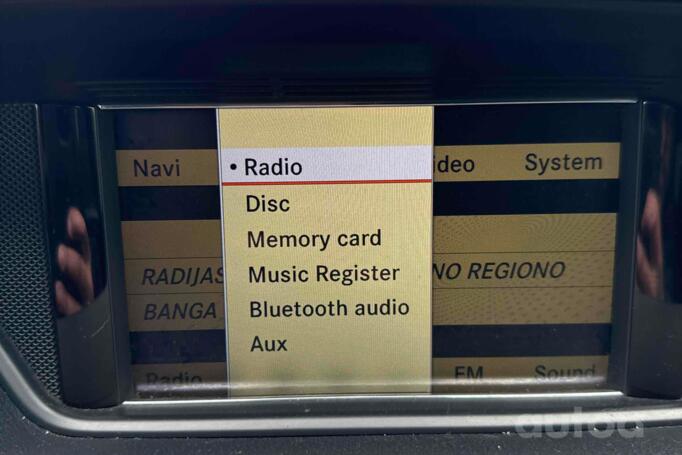 Navi • Radio ideo System
Disc
Memory card
RADIJAS Music Register NO REGIONO
BANGA Bluetooth audio
Aux
Radio FM Sound
autoa